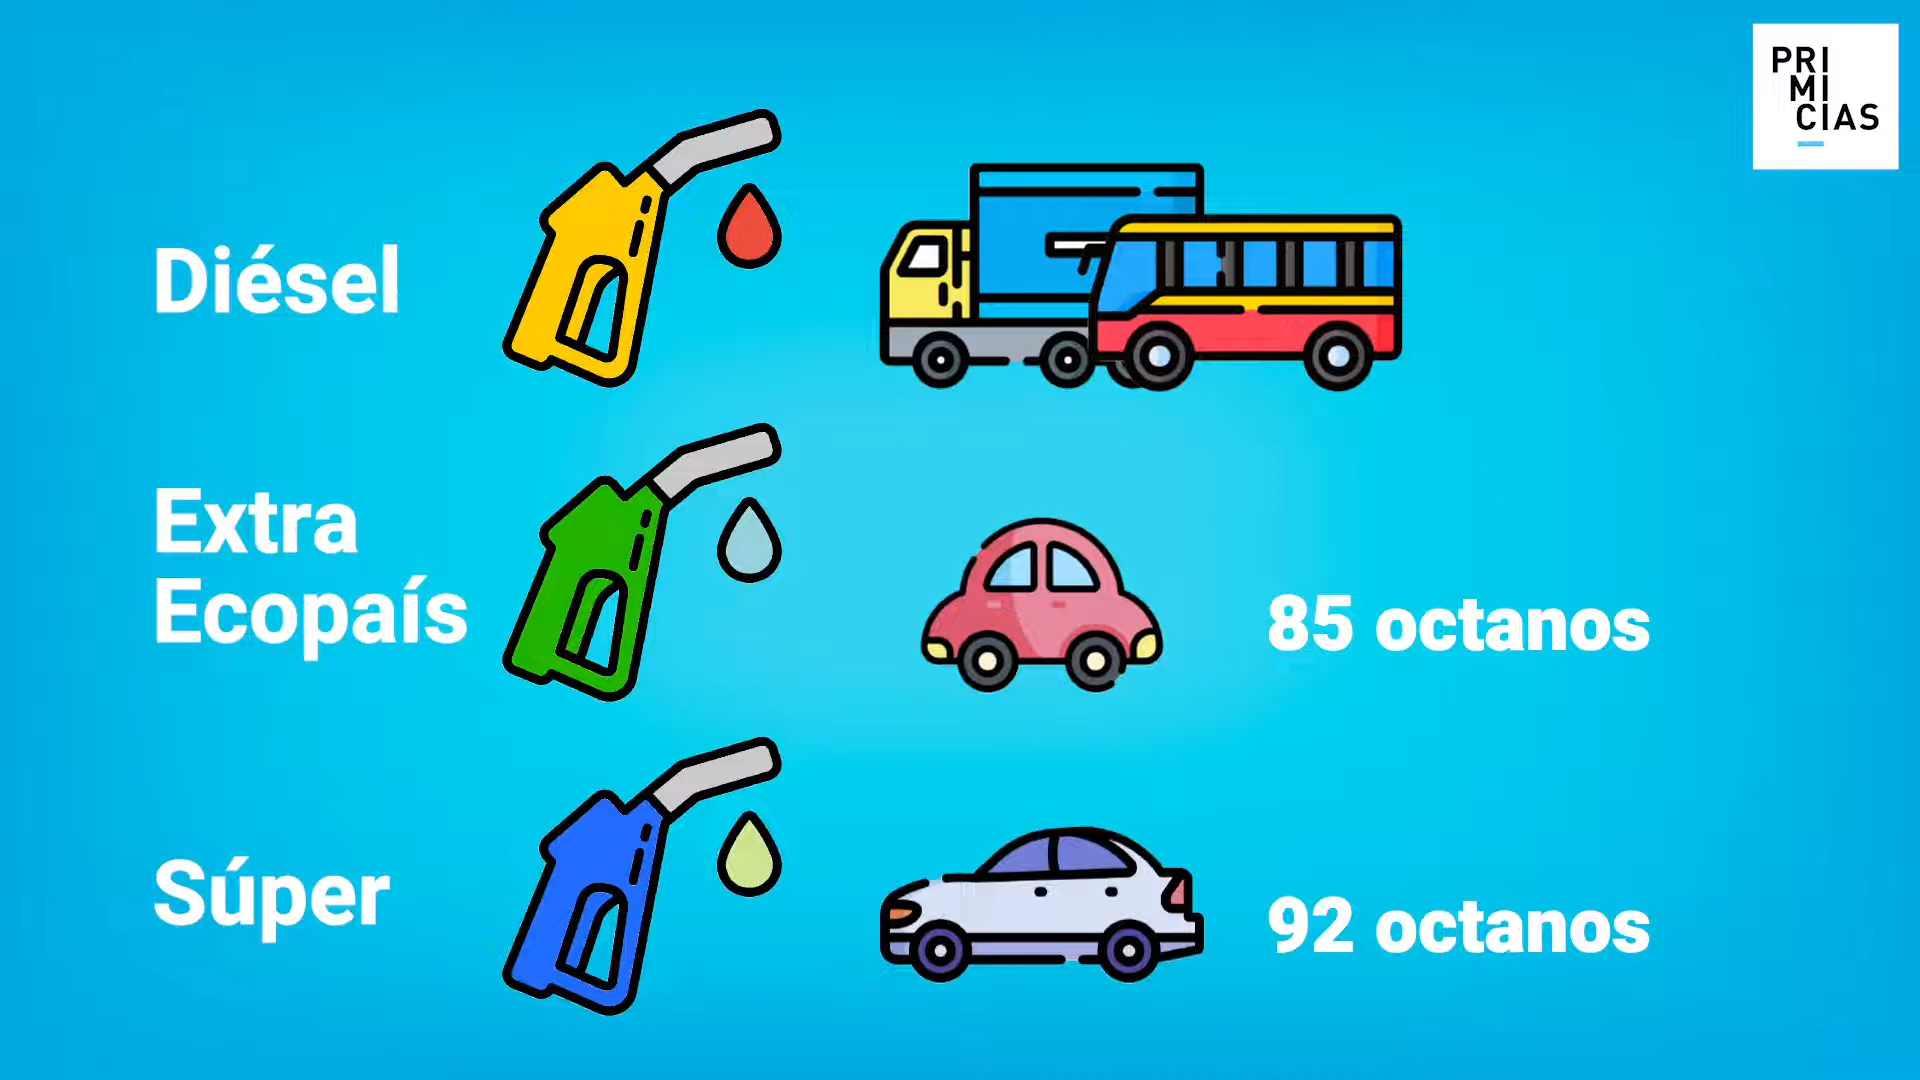 PRI
MI
CIAS
Diésel
Extra
Ecopaís
85 octanos
Súper
92 octanos